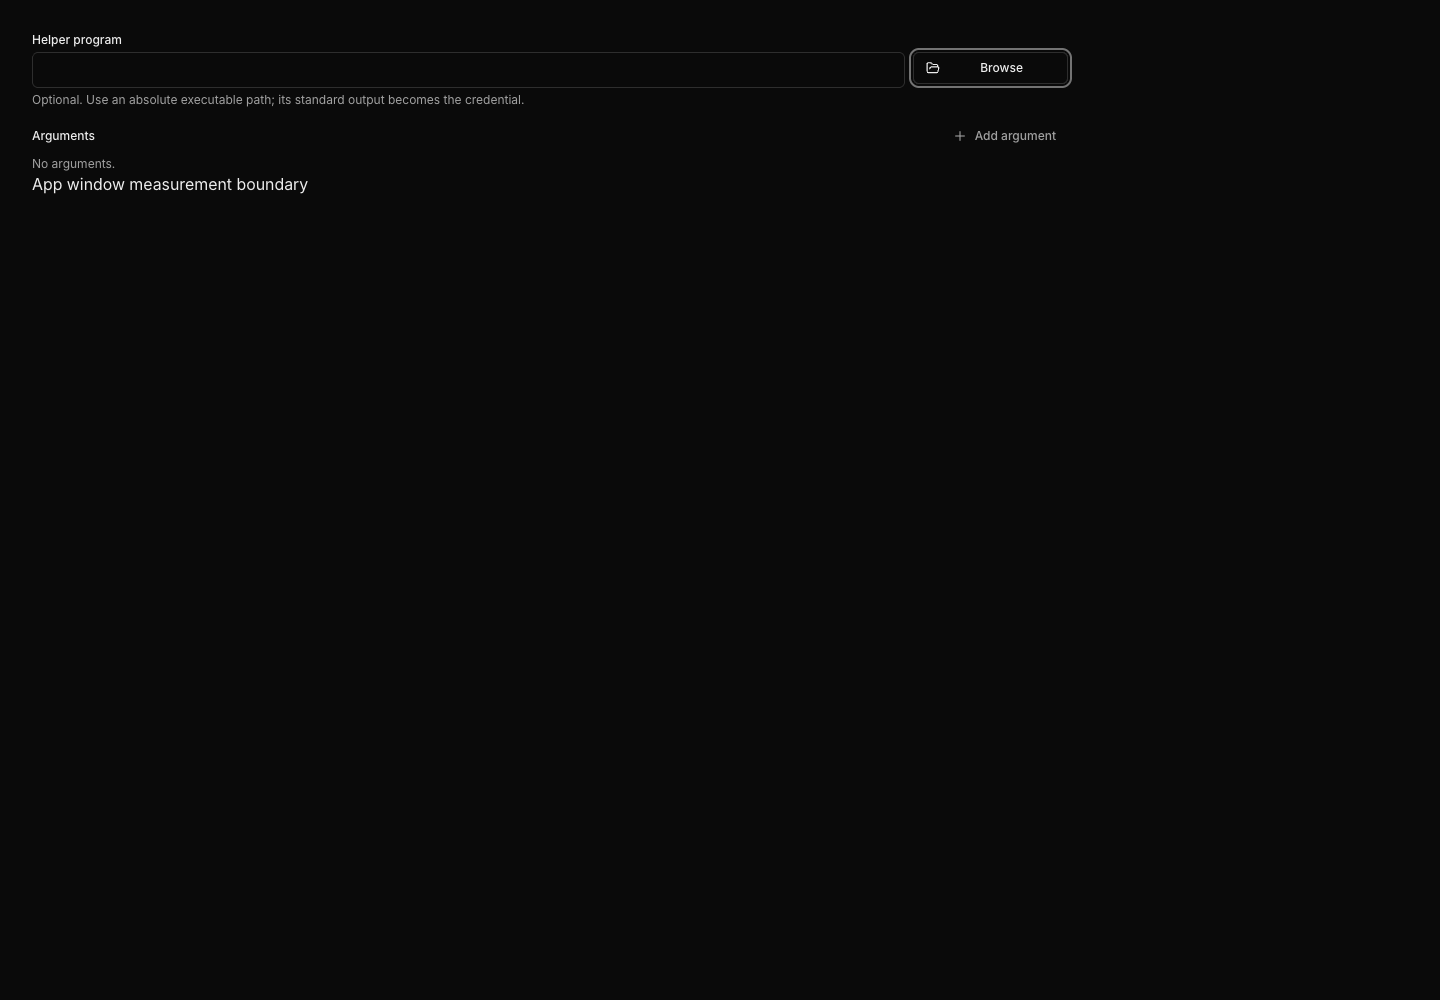 Helper program
Browse
Optional. Use an absolute executable path; its standard output becomes the credential.
Arguments
Add argument
No arguments.
App window measurement boundary